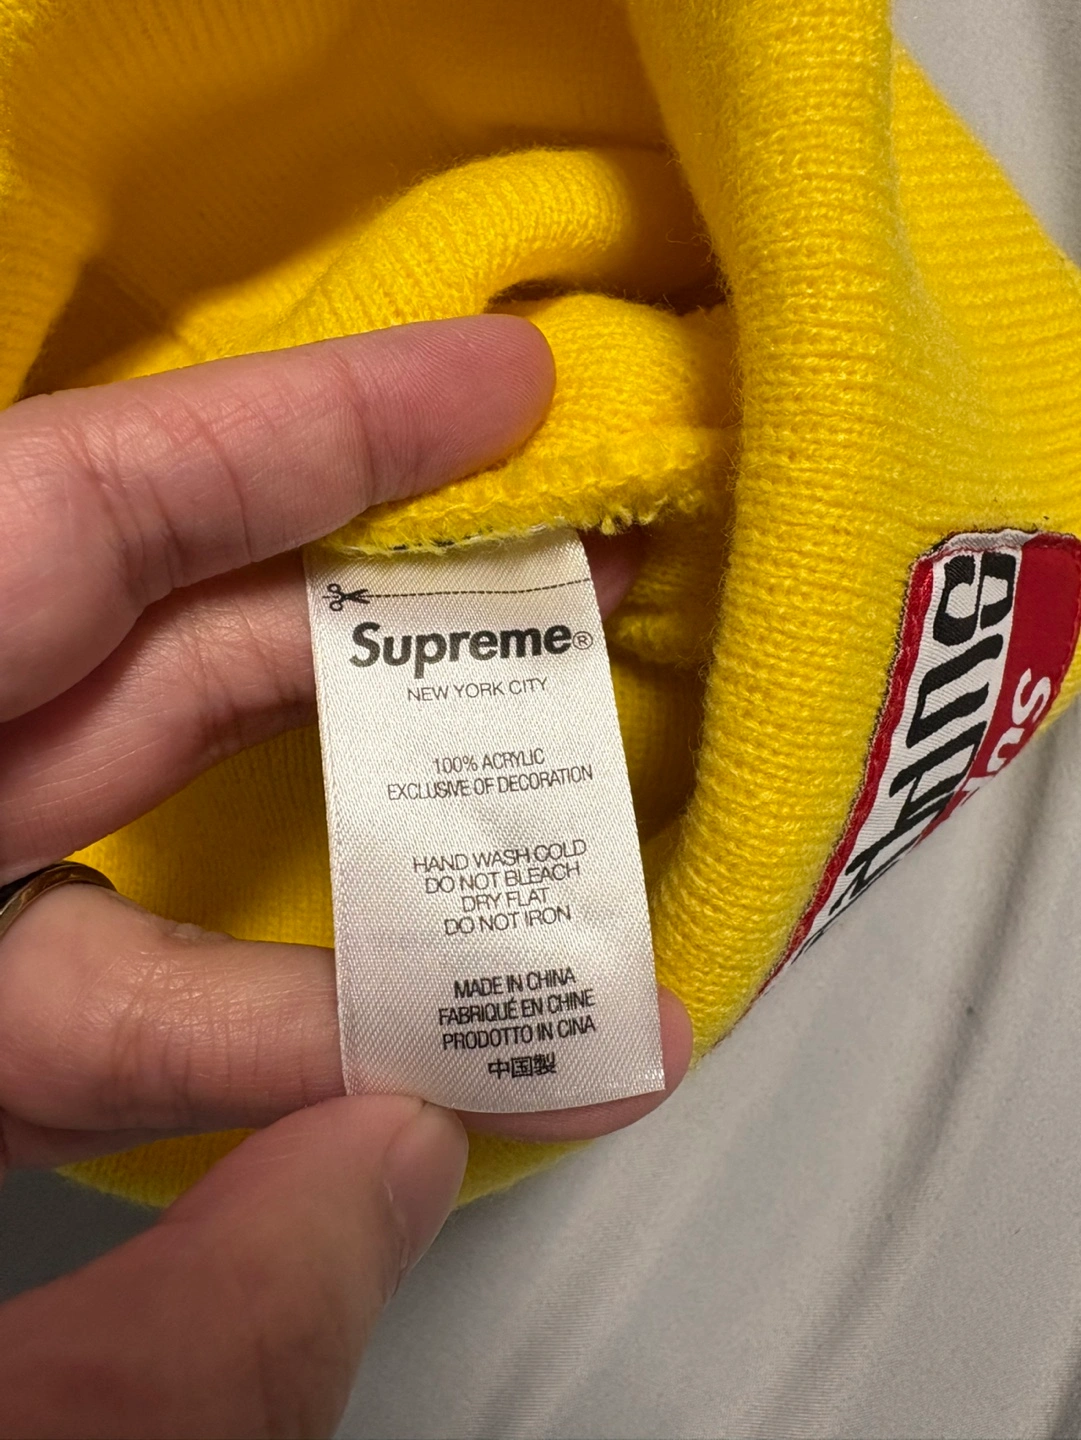 Supreme®
NEW YORK CITY
100% ACRYLIC
EXCLUSIVE OF DECORATION
HAND WASH COLD
DO NOT BLEACH
DRY FLAT
DO NOT IRON
MADE IN CHINA
FABRIQUÉ EN CHINE
PRODOTTO IN CINA
中国製